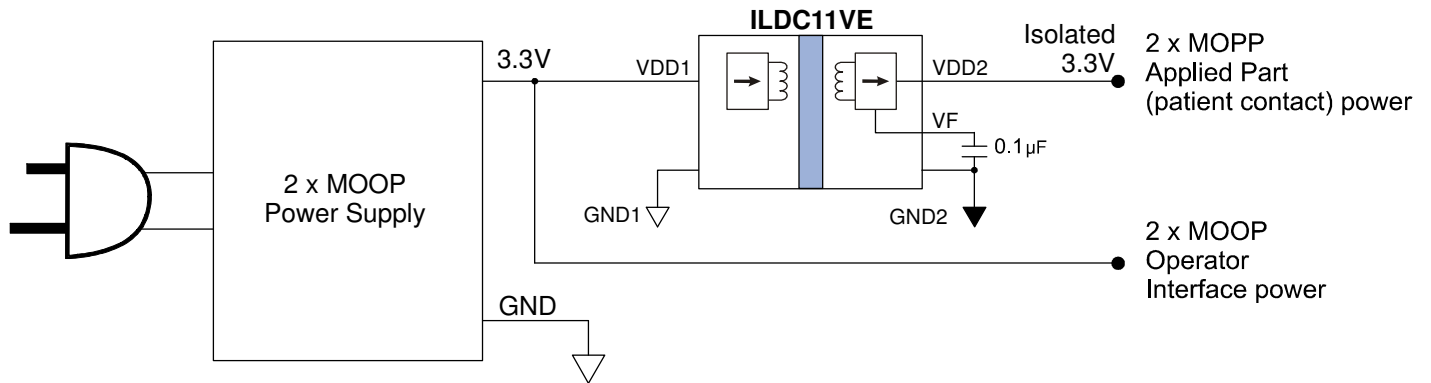 ILDC11VE
3.3V
VDD1
VDD2
Isolated
3.3V
2 x MOPP
Applied Part
(patient contact) power
VF
0.1µF
2 x MOOP
Power Supply
GND1
GND2
2 x MOOP
Operator
Interface power
GND